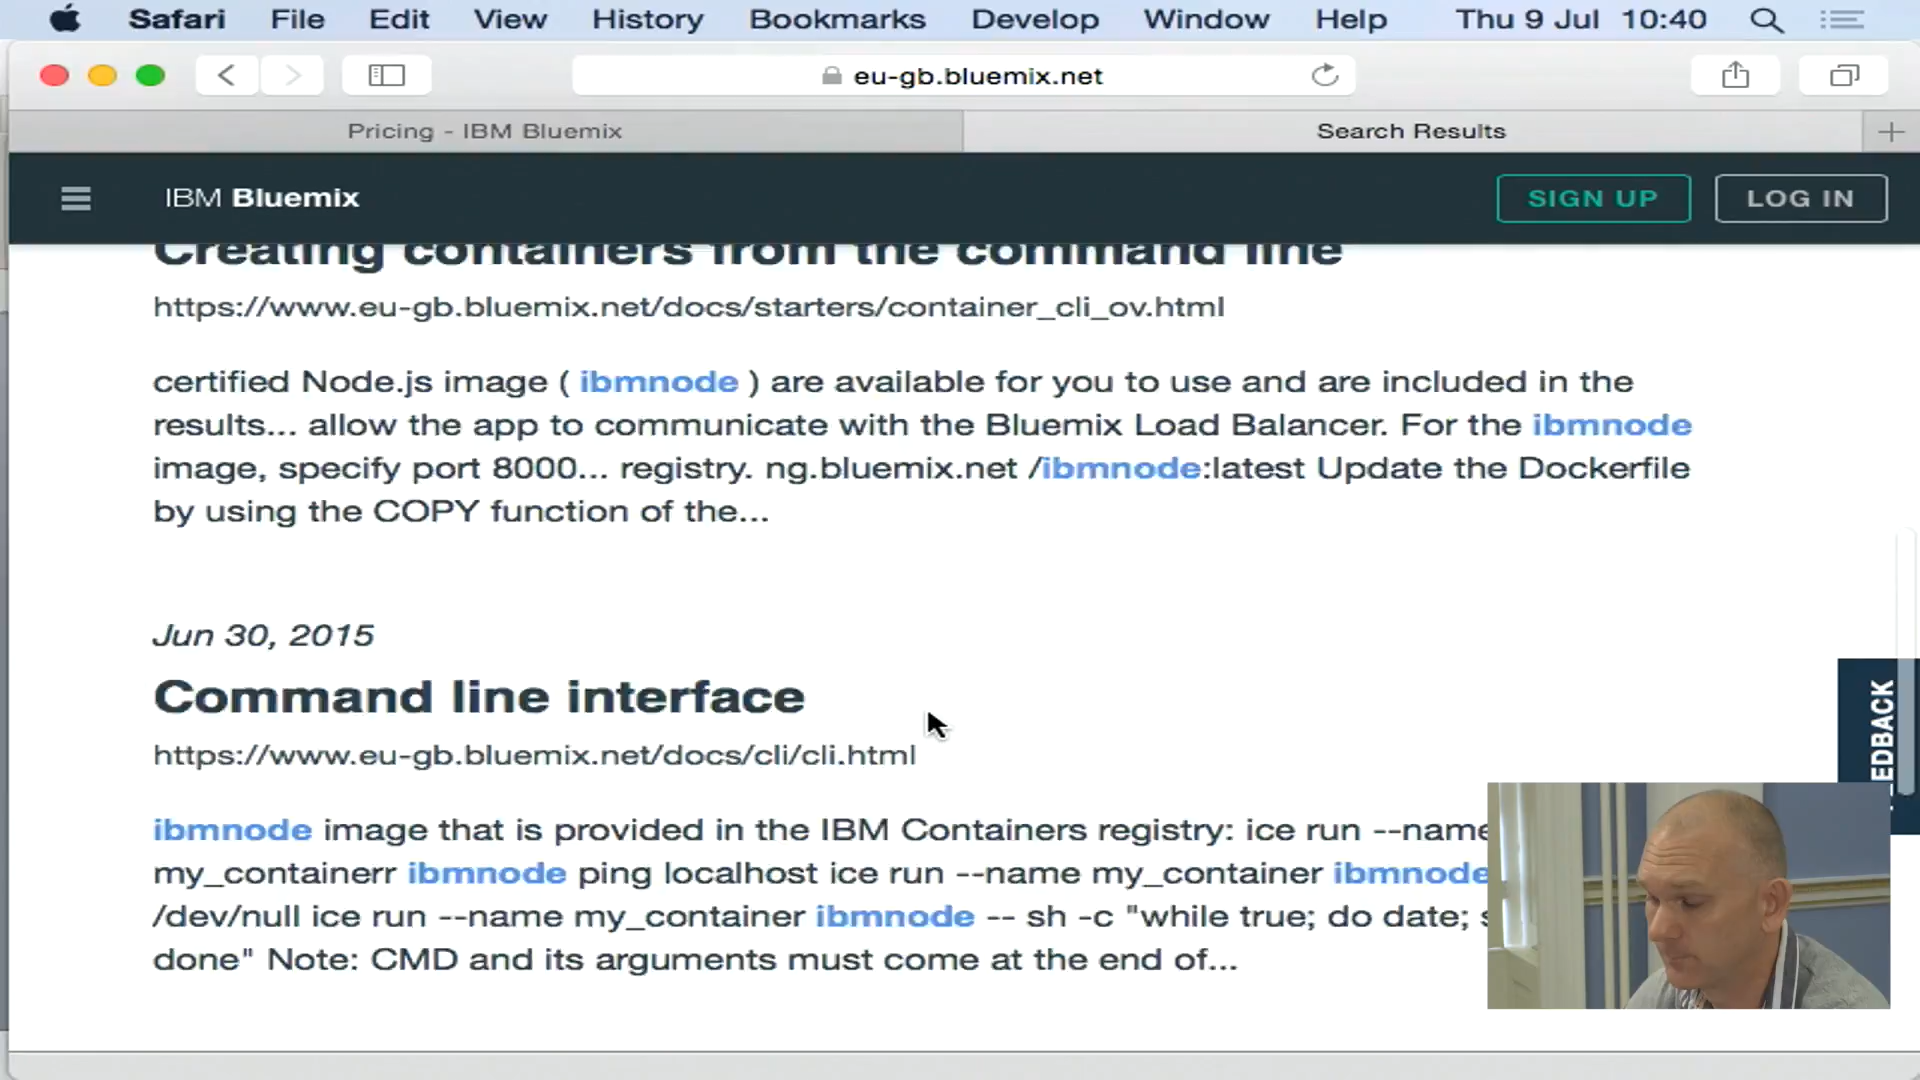 Safari File Edit View History Bookmarks Develop Window Help Thu 9 Jul 10:40
eu-gb.bluemix.net
Pricing - IBM Bluemix Search Results
IBM Bluemix SIGN UP LOG IN
Creating containers from the command line
https://www.eu-gb.bluemix.net/docs/starters/container_cli_ov.html
certified Node.js image ( ibmnode ) are available for you to use and are included in the
results... allow the app to communicate with the Bluemix Load Balancer. For the ibmnode
image, specify port 8000... registry. ng.bluemix.net /ibmnode:latest Update the Dockerfile
by using the COPY function of the...
Jun 30, 2015
Command line interface
https://www.eu-gb.bluemix.net/docs/cli/cli.html
ibmnode image that is provided in the IBM Containers registry: ice run --name
my_containerr ibmnode ping localhost ice run --name my_container ibmnode
/dev/null ice run --name my_container ibmnode -- sh -c "while true; do date;
done" Note: CMD and its arguments must come at the end of...